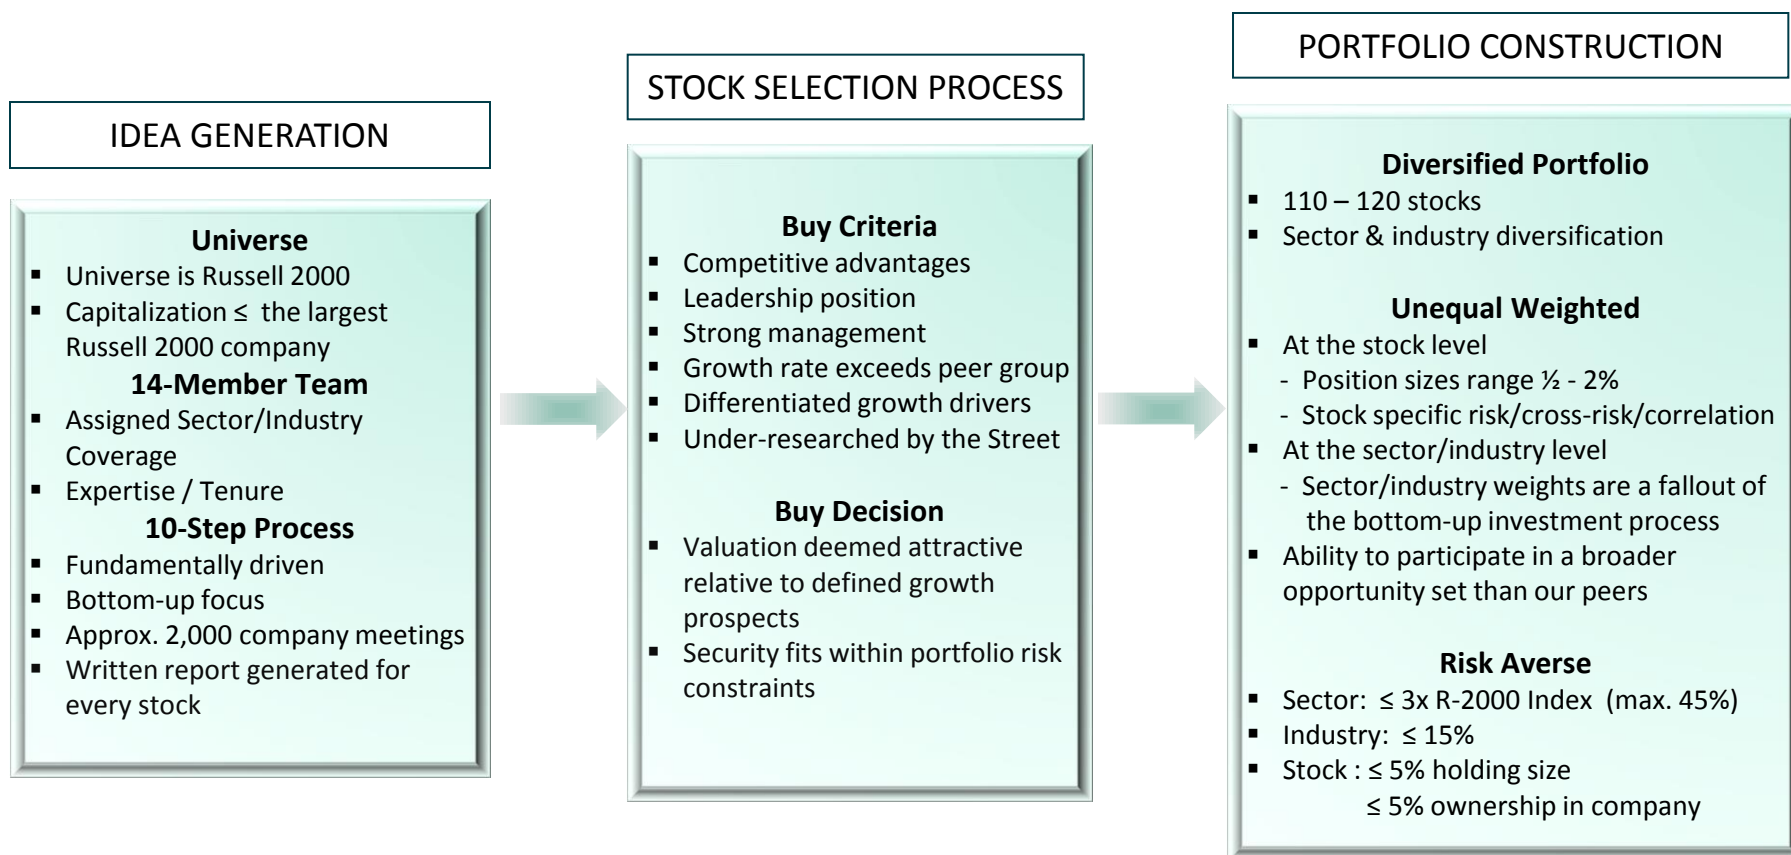 IDEA GENERATION
Universe
▪ Universe is Russell 2000
▪ Capitalization ≤ the largest
Russell 2000 company
14-Member Team
▪ Assigned Sector/Industry
Coverage
▪ Expertise / Tenure
10-Step Process
▪ Fundamentally driven
▪ Bottom-up focus
▪ Approx. 2,000 company meetings
▪ Written report generated for
every stock
STOCK SELECTION PROCESS
Buy Criteria
▪ Competitive advantages
▪ Leadership position
▪ Strong management
▪ Growth rate exceeds peer group
▪ Differentiated growth drivers
▪ Under-researched by the Street
Buy Decision
▪ Valuation deemed attractive
relative to defined growth
prospects
▪ Security fits within portfolio risk
constraints
PORTFOLIO CONSTRUCTION
Diversified Portfolio
▪ 110 – 120 stocks
▪ Sector & industry diversification
Unequal Weighted
▪ At the stock level
- Position sizes range ½ - 2%
- Stock specific risk/cross-risk/correlation
▪ At the sector/industry level
- Sector/industry weights are a fallout of
the bottom-up investment process
▪ Ability to participate in a broader
opportunity set than our peers
Risk Averse
▪ Sector: ≤ 3x R-2000 Index (max. 45%)
▪ Industry: ≤ 15%
▪ Stock : ≤ 5% holding size
≤ 5% ownership in company